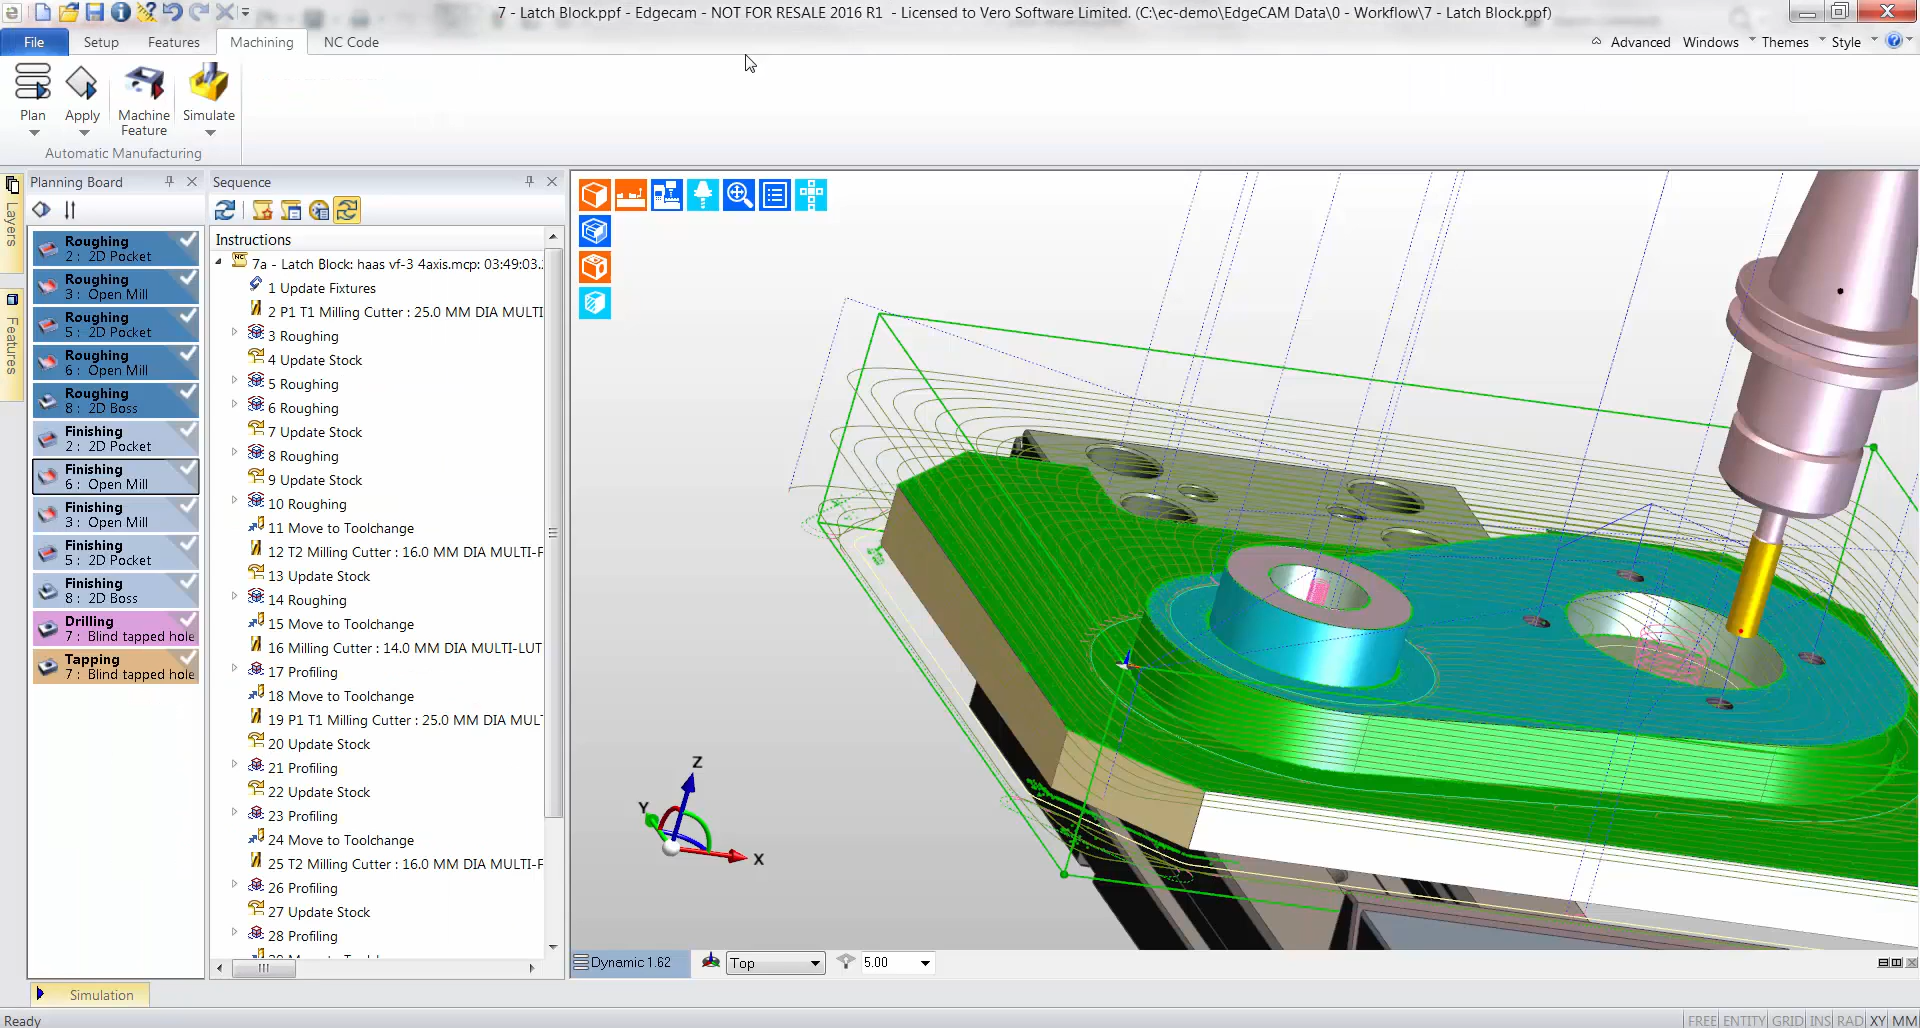 7 - Latch Block.ppf - Edgecam - NOT FOR RESALE 2016 R1 - Licensed to Vero Software Limited. (C:\ec-demo\EdgeCAM Data\0 - Workflow\7 - Latch Block.ppf)
File Setup Features Machining NC Code
Advanced Windows Themes Style
Plan Apply Machine Feature Simulate
Automatic Manufacturing
Layers
Features
Planning Board
Roughing
2 : 2D Pocket
Roughing
3 : Open Mill
Roughing
5 : 2D Pocket
Roughing
6 : Open Mill
Roughing
8 : 2D Boss
Finishing
2 : 2D Pocket
Finishing
6 : Open Mill
Finishing
3 : Open Mill
Finishing
5 : 2D Pocket
Finishing
8 : 2D Boss
Drilling
7 : Blind tapped hole
Tapping
7 : Blind tapped hole
Sequence
Instructions
7a - Latch Block: haas vf-3 4axis.mcp: 03:49:03.
1 Update Fixtures
2 P1 T1 Milling Cutter : 25.0 MM DIA MULTI
3 Roughing
4 Update Stock
5 Roughing
6 Roughing
7 Update Stock
8 Roughing
9 Update Stock
10 Roughing
11 Move to Toolchange
12 T2 Milling Cutter : 16.0 MM DIA MULTI-F
13 Update Stock
14 Roughing
15 Move to Toolchange
16 Milling Cutter : 14.0 MM DIA MULTI-LUT
17 Profiling
18 Move to Toolchange
19 P1 T1 Milling Cutter : 25.0 MM DIA MUL
20 Update Stock
21 Profiling
22 Update Stock
23 Profiling
24 Move to Toolchange
25 T2 Milling Cutter : 16.0 MM DIA MULTI-F
26 Profiling
27 Update Stock
28 Profiling
Z
Y
X
Dynamic 1.62 Top 5.00
Simulation
Ready
FREE ENTITY GRID INS RAD XY MM